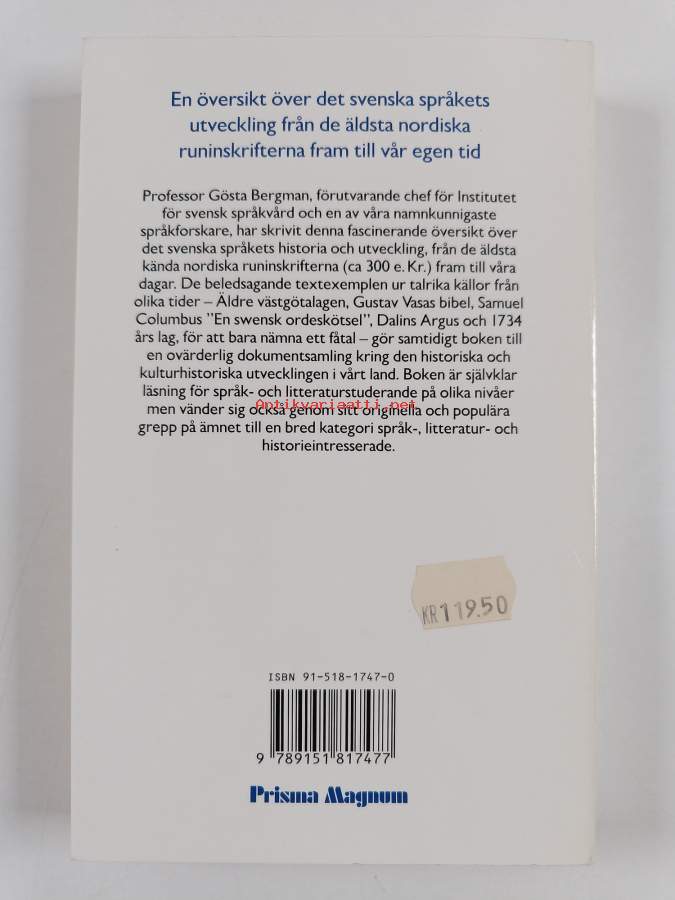 En översikt över det svenska språkets
utveckling från de äldsta nordiska
runinskrifterna fram till vår egen tid
Professor Gösta Bergman, förutvarande chef för Institutet
för svensk språkvård och en av våra namnkunnigaste
språkforskare, har skrivit denna fascinerande översikt över
det svenska språkets historia och utveckling, från de äldsta
kända nordiska runinskrifterna (ca 300 e. Kr.) fram till våra
dagar. De beledsagande textexemplen ur talrika källor från
olika tider – Äldre västgötalagen, Gustav Vasas bibel, Samuel
Columbus ”En swensk ordeskötsel”, Dalins Argus och 1734
års lag, för att bara nämna ett fåtal – gör samtidigt boken till
en ovärderlig dokumentsamling kring den historiska och
kulturhistoriska utvecklingen i vårt land. Boken är självklar
läsning för språk- och litteraturstuderande på olika nivåer
Antikvariaatti.net
men vänder sig också genom sitt originella och populära
grepp på ämnet till en bred kategori språk-, litteratur- och
historieintresserade.
KR119.50
ISBN 91-518-1747-0
9 789151 817477
Prisma Magnum